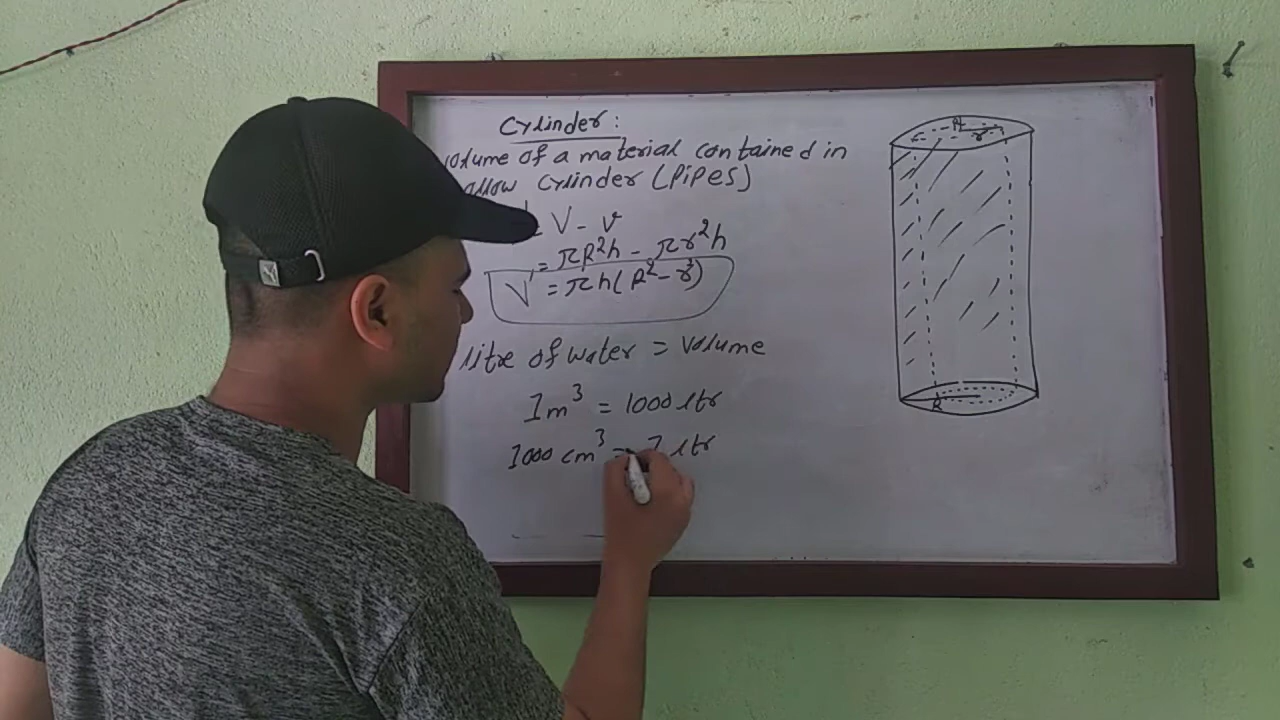 Cylinder:
volume of a material contained in
allow cylinder (Pipes)
= V - v
= πR²h - πr²h
V' = πh(R² - r²)
litre of water = volume
1m³ = 1000 ltr
1000 cm³ = 1 ltr
r
R